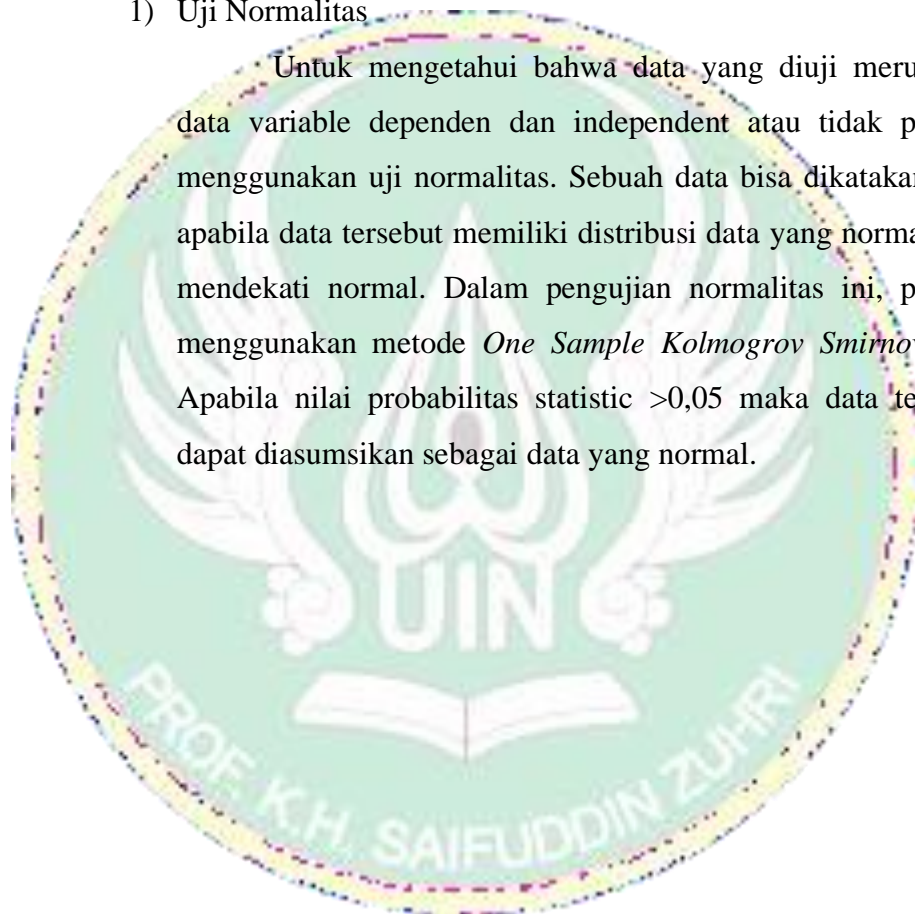 1) Uji Normalitas
Untuk mengetahui bahwa data yang diuji
data variable dependen dan independent atau tidak
menggunakan uji normalitas. Sebuah data bisa dikatakan
apabila data tersebut memiliki distribusi data yang
mendekati normal. Dalam pengujian normalitas ini,
menggunakan metode One Sample Kolmogrov Smirnov
Apabila nilai probabilitas statistic >0,05 maka data
dapat diasumsikan sebagai data yang normal.
UIN
PROF. K.H. SAIFUDDIN ZUHRI